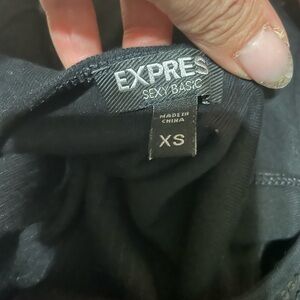 EXPRES
SEXY BASIC
MADE IN
CHINA
XS